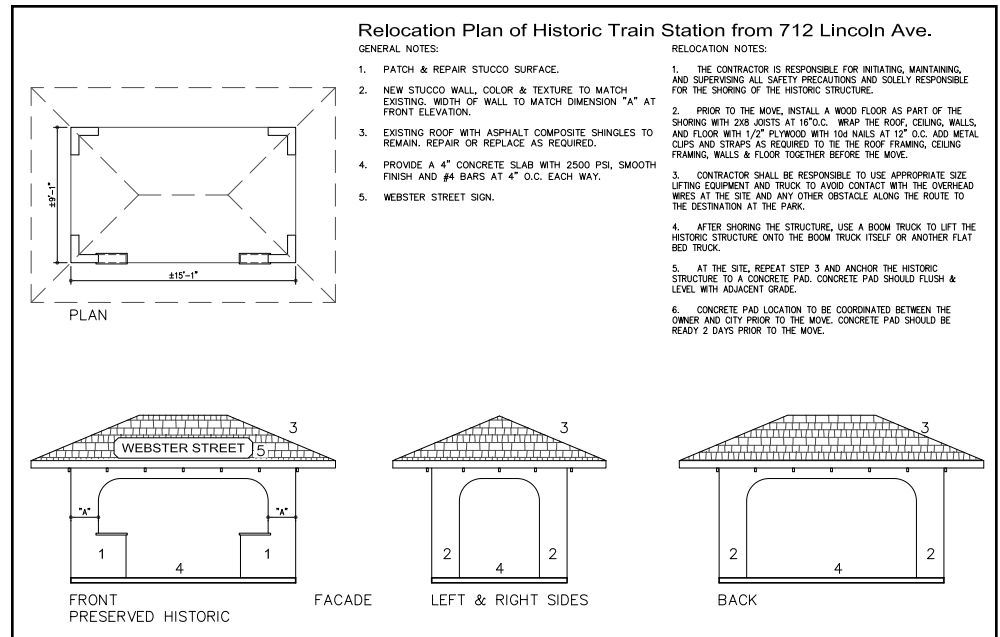 Relocation Plan of Historic Train Station from 712 Lincoln Ave.
GENERAL NOTES:
1. PATCH & REPAIR STUCCO SURFACE.
2. NEW STUCCO WALL, COLOR & TEXTURE TO MATCH
EXISTING. WIDTH OF WALL TO MATCH DIMENSION "A" AT
FRONT ELEVATION.
3. EXISTING ROOF WITH ASPHALT COMPOSITE SHINGLES TO
REMAIN. REPAIR OR REPLACE AS REQUIRED.
4. PROVIDE A 4" CONCRETE SLAB WITH 2500 PSI, SMOOTH
FINISH AND #4 BARS AT 4" O.C. EACH WAY.
5. WEBSTER STREET SIGN.
RELOCATION NOTES:
1. THE CONTRACTOR IS RESPONSIBLE FOR INITIATING, MAINTAINING,
AND SUPERVISING ALL SAFETY PRECAUTIONS AND SOLELY RESPONSIBLE
FOR THE SHORING OF THE HISTORIC STRUCTURE.
2. PRIOR TO THE MOVE, INSTALL A WOOD FLOOR AS PART OF THE
SHORING WITH 2X8 JOISTS AT 16"O.C. WRAP THE ROOF, CEILING, WALLS,
AND FLOOR WITH 1/2" PLYWOOD WITH 10d NAILS AT 12" O.C. ADD METAL
CLIPS AND STRAPS AS REQUIRED TO TIE THE ROOF FRAMING, CEILING
FRAMING, WALLS & FLOOR TOGETHER BEFORE THE MOVE.
3. CONTRACTOR SHALL BE RESPONSIBLE TO USE APPROPRIATE SIZE
LIFTING EQUIPMENT AND TRUCK TO AVOID CONTACT WITH THE OVERHEAD
WIRES AT THE SITE AND ANY OTHER OBSTACLE ALONG THE ROUTE TO
THE DESTINATION AT THE PARK.
4. AFTER SHORING THE STRUCTURE, USE A BOOM TRUCK TO LIFT THE
HISTORIC STRUCTURE ONTO THE BOOM TRUCK ITSELF OR ANOTHER FLAT
BED TRUCK.
5. AT THE SITE, REPEAT STEP 3 AND ANCHOR THE HISTORIC
STRUCTURE TO A CONCRETE PAD. CONCRETE PAD SHOULD FLUSH &
LEVEL WITH ADJACENT GRADE.
6. CONCRETE PAD LOCATION TO BE COORDINATED BETWEEN THE
OWNER AND CITY PRIOR TO THE MOVE. CONCRETE PAD SHOULD BE
READY 2 DAYS PRIOR TO THE MOVE.
±9'-1"
±15'-1"
PLAN
3
WEBSTER STREET 5
"A" "A"
1 1
4
FRONT FACADE
PRESERVED HISTORIC
3
2 2
4
LEFT & RIGHT SIDES
3
2 2
4
BACK